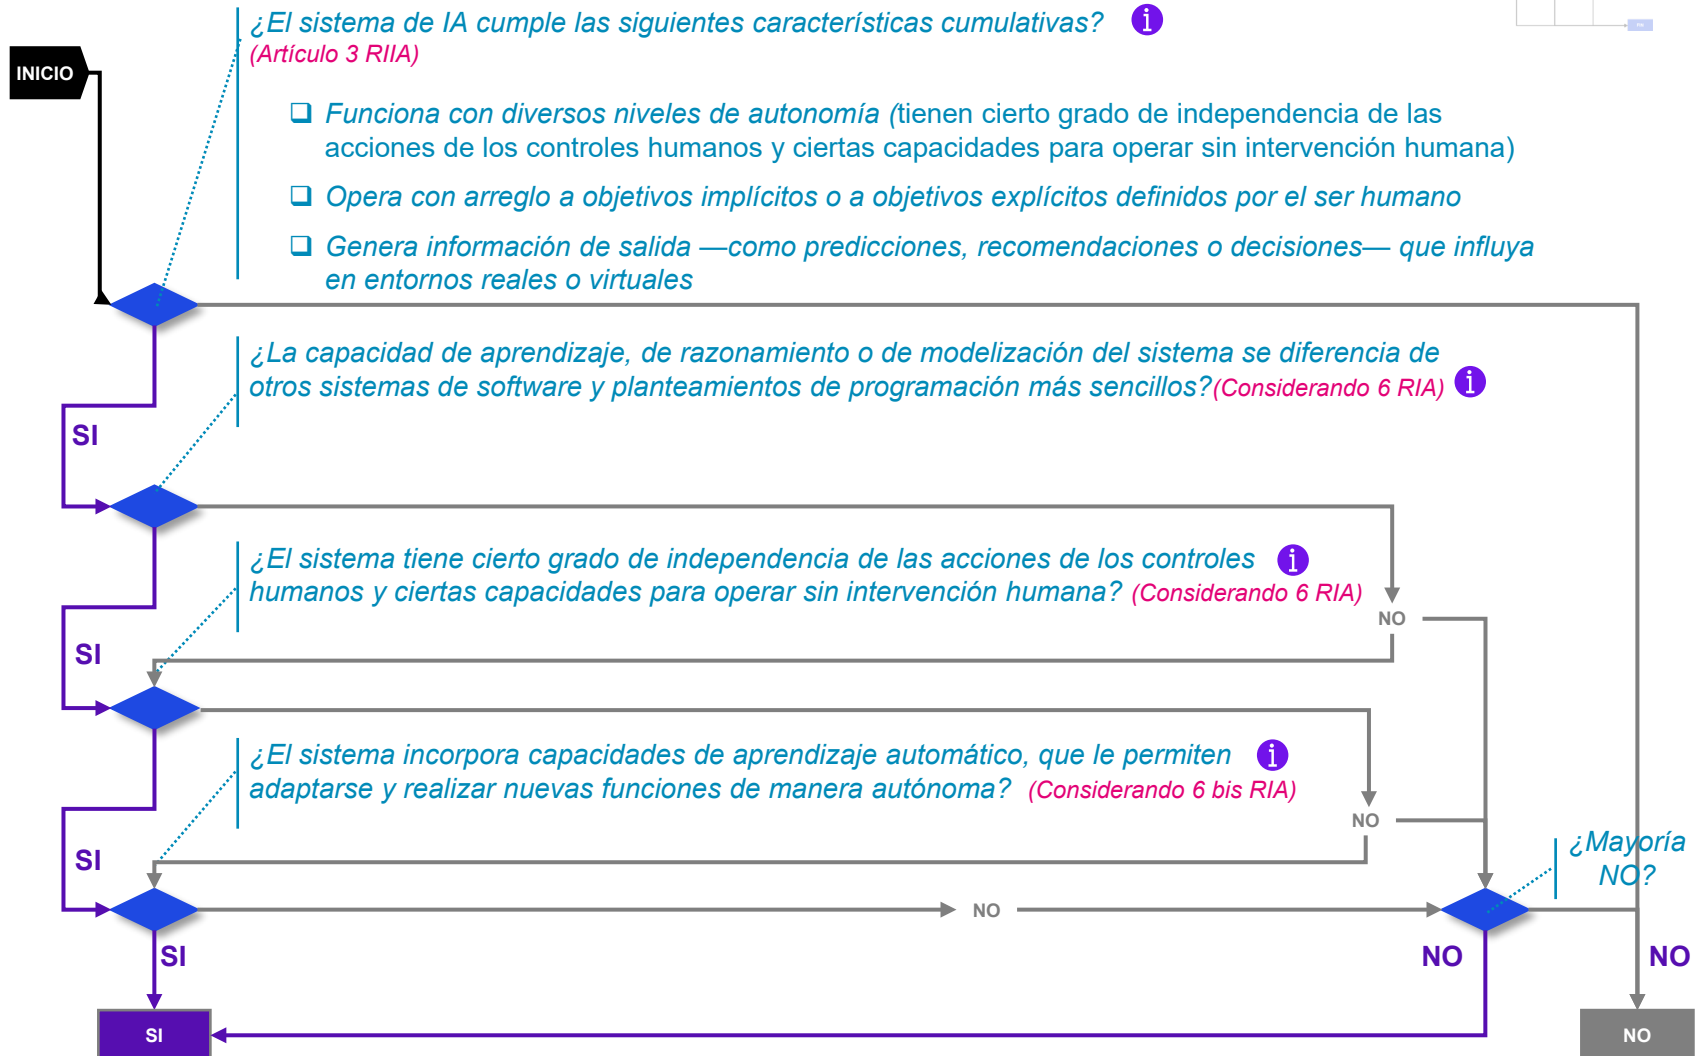 ¿El sistema de IA cumple las siguientes características cumulativas? i
(Artículo 3 RIIA)
INICIO
❑ Funciona con diversos niveles de autonomía (tienen cierto grado de independencia de las
acciones de los controles humanos y ciertas capacidades para operar sin intervención humana)
❑ Opera con arreglo a objetivos implícitos o a objetivos explícitos definidos por el ser humano
❑ Genera información de salida —como predicciones, recomendaciones o decisiones— que influya
en entornos reales o virtuales
¿La capacidad de aprendizaje, de razonamiento o de modelización del sistema se diferencia de
otros sistemas de software y planteamientos de programación más sencillos?(Considerando 6 RIA) i
SI
¿El sistema tiene cierto grado de independencia de las acciones de los controles i
humanos y ciertas capacidades para operar sin intervención humana? (Considerando 6 RIA)
NO
SI
¿El sistema incorpora capacidades de aprendizaje automático, que le permiten i
adaptarse y realizar nuevas funciones de manera autónoma? (Considerando 6 bis RIA)
NO
SI
¿Mayoría
NO?
NO
SI
NO
NO
SI
NO